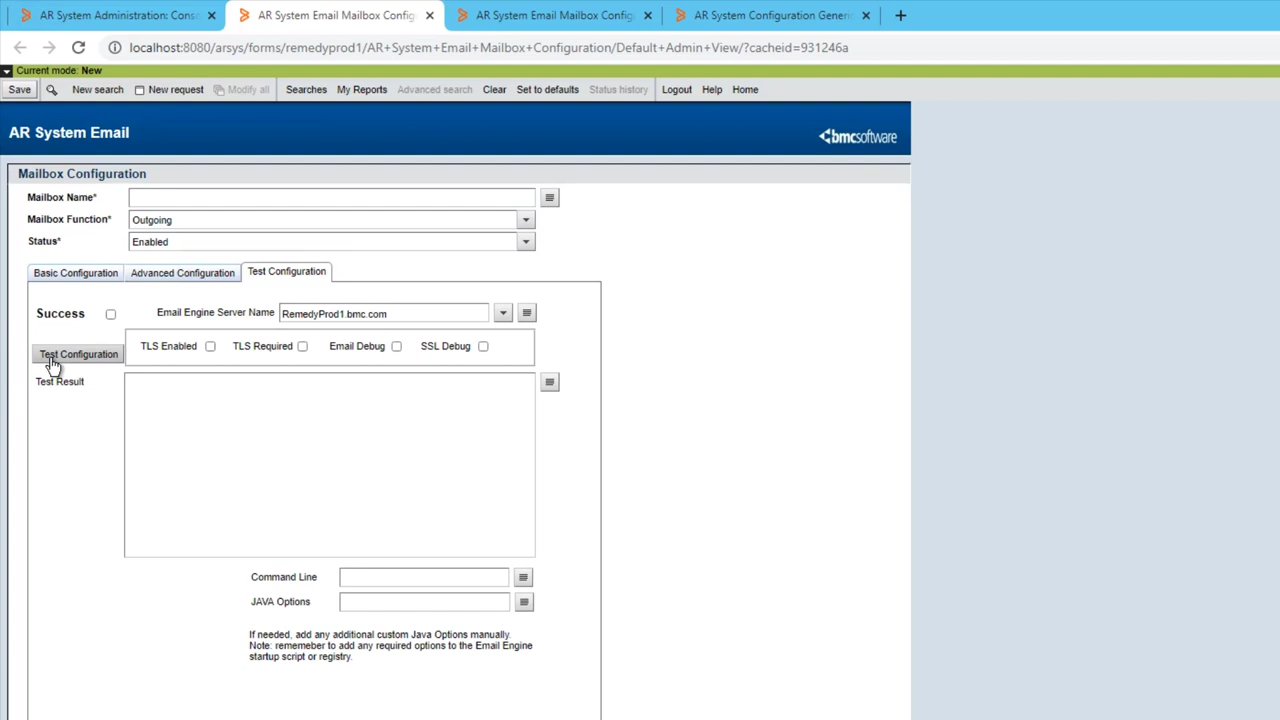 AR System Administration: Conso
AR System Email Mailbox Config
AR System Email Mailbox Config
AR System Configuration Generi
localhost:8080/arsys/forms/remedyprod1/AR+System+Email+Mailbox+Configuration/Default+Admin+View/?cacheid=931246a
Current mode: New
Save New search New request Modify all Searches My Reports Advanced search Clear Set to defaults Status history Logout Help Home
AR System Email
bmcsoftware
Mailbox Configuration
Mailbox Name*
Mailbox Function* Outgoing
Status* Enabled
Basic Configuration Advanced Configuration Test Configuration
Success Email Engine Server Name RemedyProd1.bmc.com
TLS Enabled TLS Required Email Debug SSL Debug
Test Configuration
Test Result
Command Line
JAVA Options
If needed, add any additional custom Java Options manually.
Note: rememeber to add any required options to the Email Engine
startup script or registry.